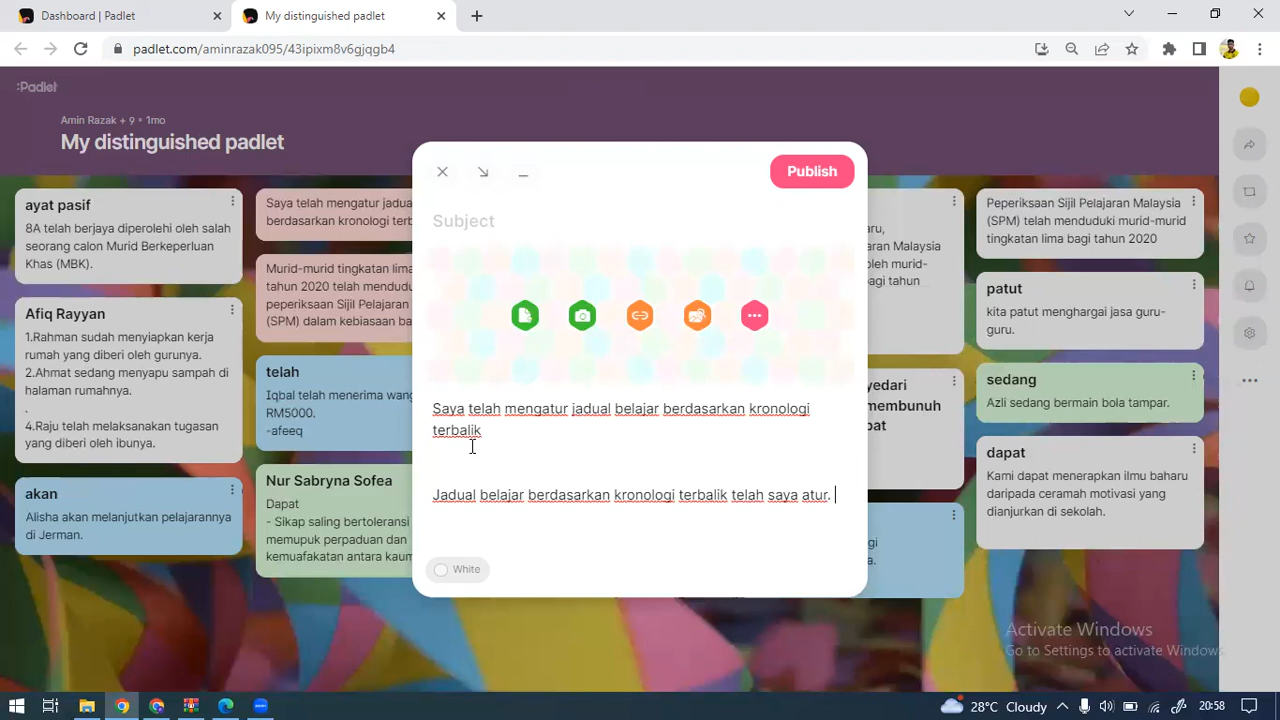 Dashboard | Padlet
My distinguished padlet
padlet.com/aminrazak095/43ipixm8v6gjqgb4
:Padlet
Amin Razak + 9 • 1mo
My distinguished padlet
ayat pasif
8A telah berjaya diperolehi oleh salah
seorang calon Murid Berkeperluan
Khas (MBK).
Afiq Rayyan
1.Rahman sudah menyiapkan kerja
rumah yang diberi oleh gurunya.
2.Ahmat sedang menyapu sampah di
halaman rumahnya.
.
4.Raju telah melaksanakan tugasan
yang diberi oleh ibunya.
akan
Alisha akan melanjutkan pelajarannya
di Jerman.
Saya telah mengatur
berdasarkan kronologi
Murid-murid tingkatan lima
tahun 2020 telah menduduki
peperiksaan Sijil Pelajaran
(SPM) dalam kebiasaan
telah
Iqbal telah menerima
RM5000.
-afeeq
Nur Sabryna Sofea
Dapat
- Sikap saling bertoleransi
memupuk perpaduan dan
kemuafakatan antara
Publish
Subject
Saya telah mengatur jadual belajar berdasarkan kronologi
terbalik
Jadual belajar berdasarkan kronologi terbalik telah saya atur.
White
Malaysia
murid-
Peperiksaan Sijil Pelajaran Malaysia
(SPM) telah menduduki murid-murid
tingkatan lima bagi tahun 2020
patut
kita patut menghargai jasa guru-
guru.
sedang
Azli sedang bermain bola tampar.
dapat
Kami dapat menerapkan ilmu baharu
daripada ceramah motivasi yang
dianjurkan di sekolah.
Activate Windows
Go to Settings to activate Windows.
28°C Cloudy
20:58